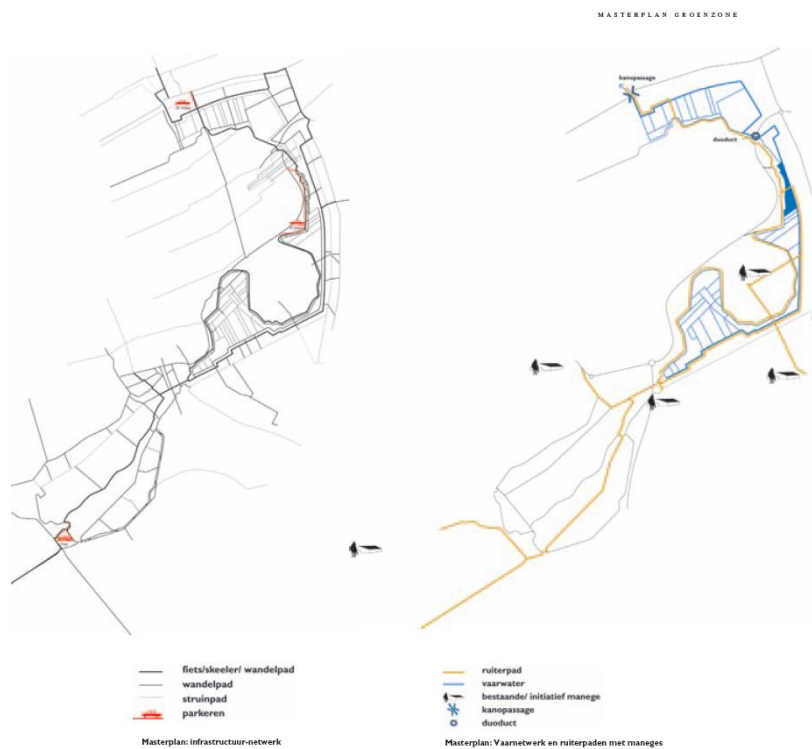 MASTERPLAN GROENZONE
kanopassage
duoduct
fiets/skeeler/ wandelpad
wandelpad
struinpad
parkeren
Masterplan: infrastructuur-netwerk
ruiterpad
vaarwater
bestaande/ initiatief manege
kanopassage
duoduct
Masterplan: Vaarnetwerk en ruiterpaden met maneges